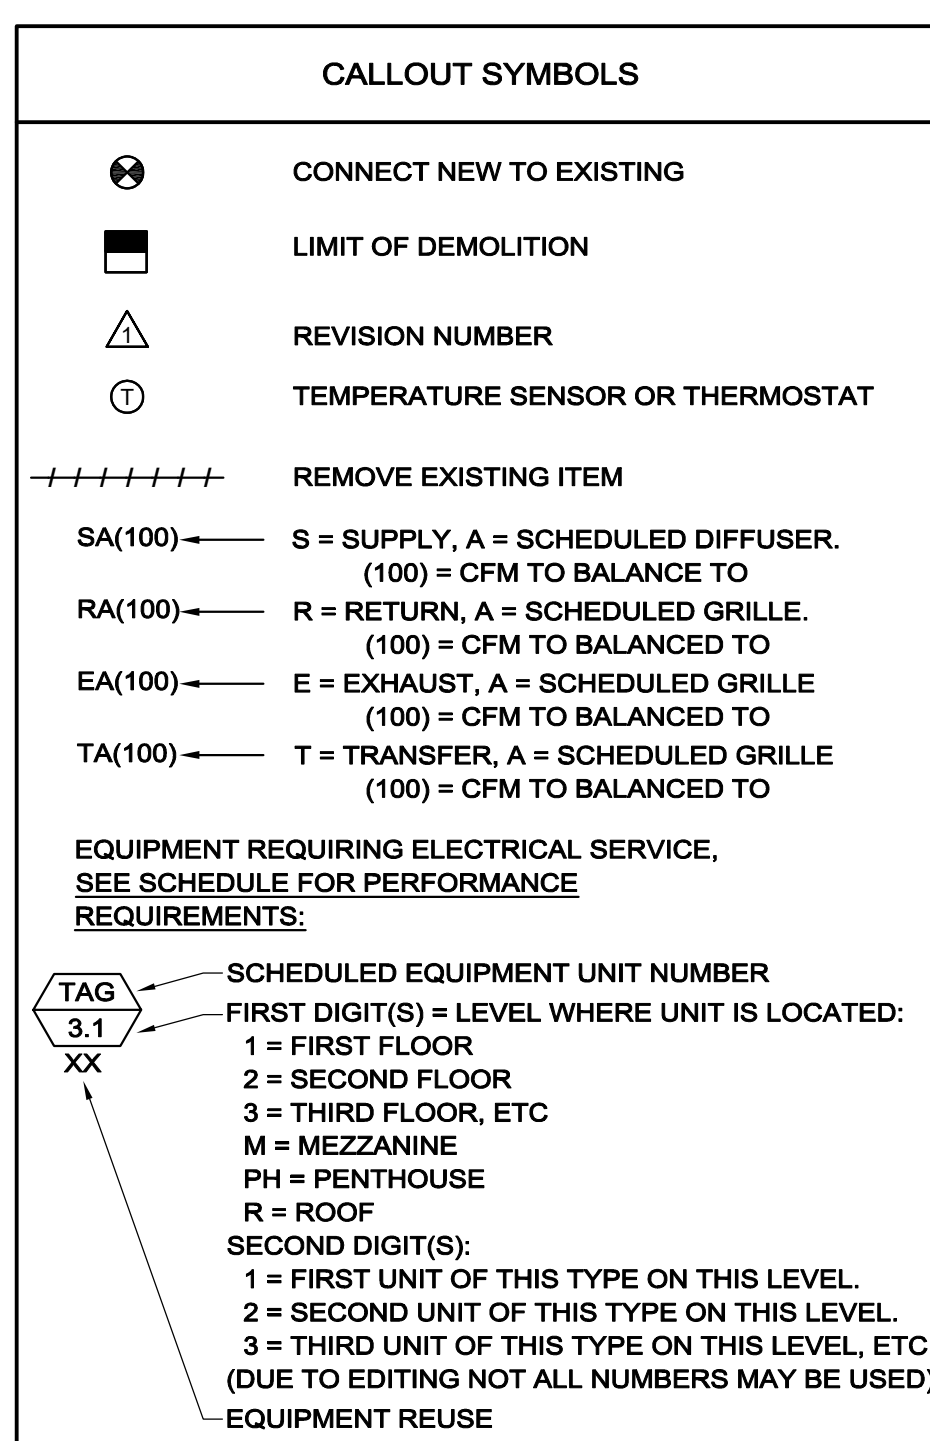 CALLOUT SYMBOLS
CONNECT NEW TO EXISTING
LIMIT OF DEMOLITION
1 REVISION NUMBER
T TEMPERATURE SENSOR OR THERMOSTAT
REMOVE EXISTING ITEM
SA(100) S = SUPPLY, A = SCHEDULED DIFFUSER.
(100) = CFM TO BALANCE TO
RA(100) R = RETURN, A = SCHEDULED GRILLE.
(100) = CFM TO BALANCED TO
EA(100) E = EXHAUST, A = SCHEDULED GRILLE
(100) = CFM TO BALANCED TO
TA(100) T = TRANSFER, A = SCHEDULED GRILLE
(100) = CFM TO BALANCED TO
EQUIPMENT REQUIRING ELECTRICAL SERVICE,
SEE SCHEDULE FOR PERFORMANCE
REQUIREMENTS:
TAG SCHEDULED EQUIPMENT UNIT NUMBER
3.1 FIRST DIGIT(S) = LEVEL WHERE UNIT IS LOCATED:
1 = FIRST FLOOR
XX
2 = SECOND FLOOR
3 = THIRD FLOOR, ETC
M = MEZZANINE
PH = PENTHOUSE
R = ROOF
SECOND DIGIT(S):
1 = FIRST UNIT OF THIS TYPE ON THIS LEVEL.
2 = SECOND UNIT OF THIS TYPE ON THIS LEVEL.
3 = THIRD UNIT OF THIS TYPE ON THIS LEVEL, ETC
(DUE TO EDITING NOT ALL NUMBERS MAY BE USED)
EQUIPMENT REUSE